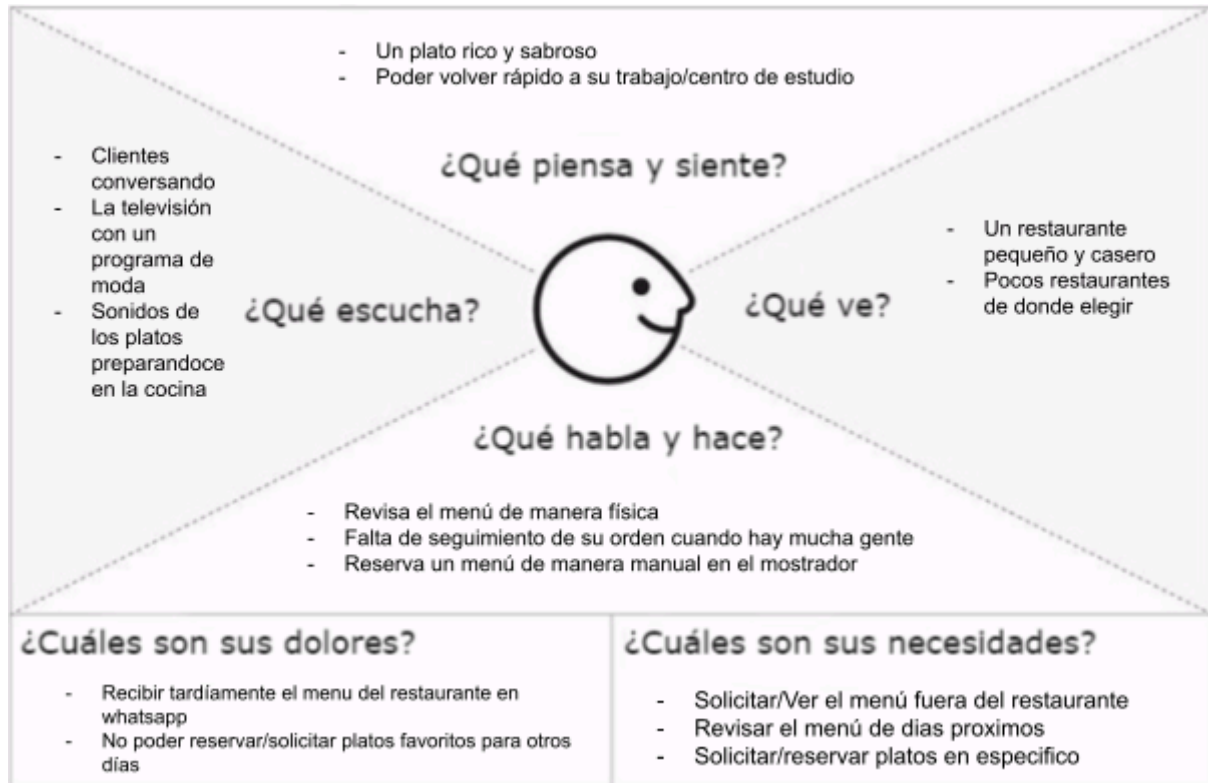 - Un plato rico y sabroso
- Poder volver rápido a su trabajo/centro de estudio
¿Qué piensa y siente?
- Clientes
conversando
- La televisión
con un
programa de
moda
- Sonidos de
los platos
preparandoce
en la cocina
¿Qué escucha?
¿Qué ve?
- Un restaurante
pequeño y casero
- Pocos restaurantes
de donde elegir
¿Qué habla y hace?
- Revisa el menú de manera física
- Falta de seguimiento de su orden cuando hay mucha gente
- Reserva un menú de manera manual en el mostrador
¿Cuáles son sus dolores?
- Recibir tardíamente el menu del restaurante en
whatsapp
- No poder reservar/solicitar platos favoritos para otros
días
¿Cuáles son sus necesidades?
- Solicitar/Ver el menú fuera del restaurante
- Revisar el menú de dias proximos
- Solicitar/reservar platos en especifico